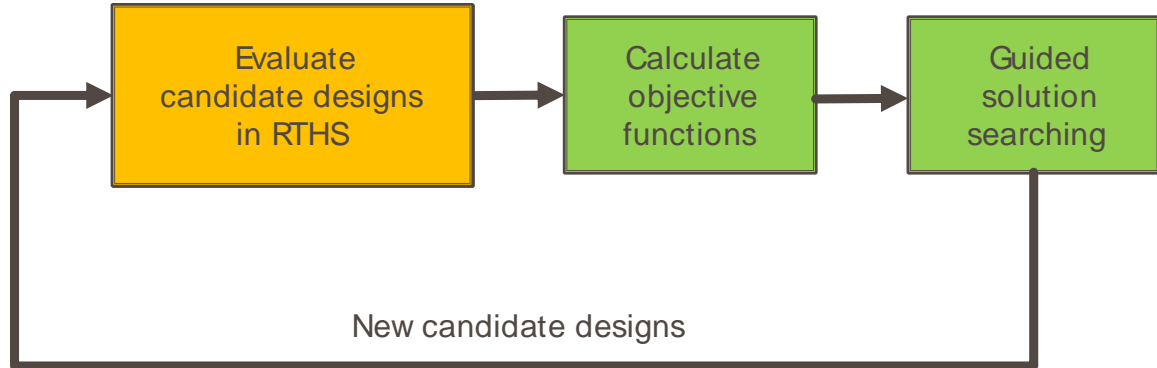 Evaluate
candidate designs
in RTHS
Calculate
objective
functions
Guided
solution
searching
New candidate designs